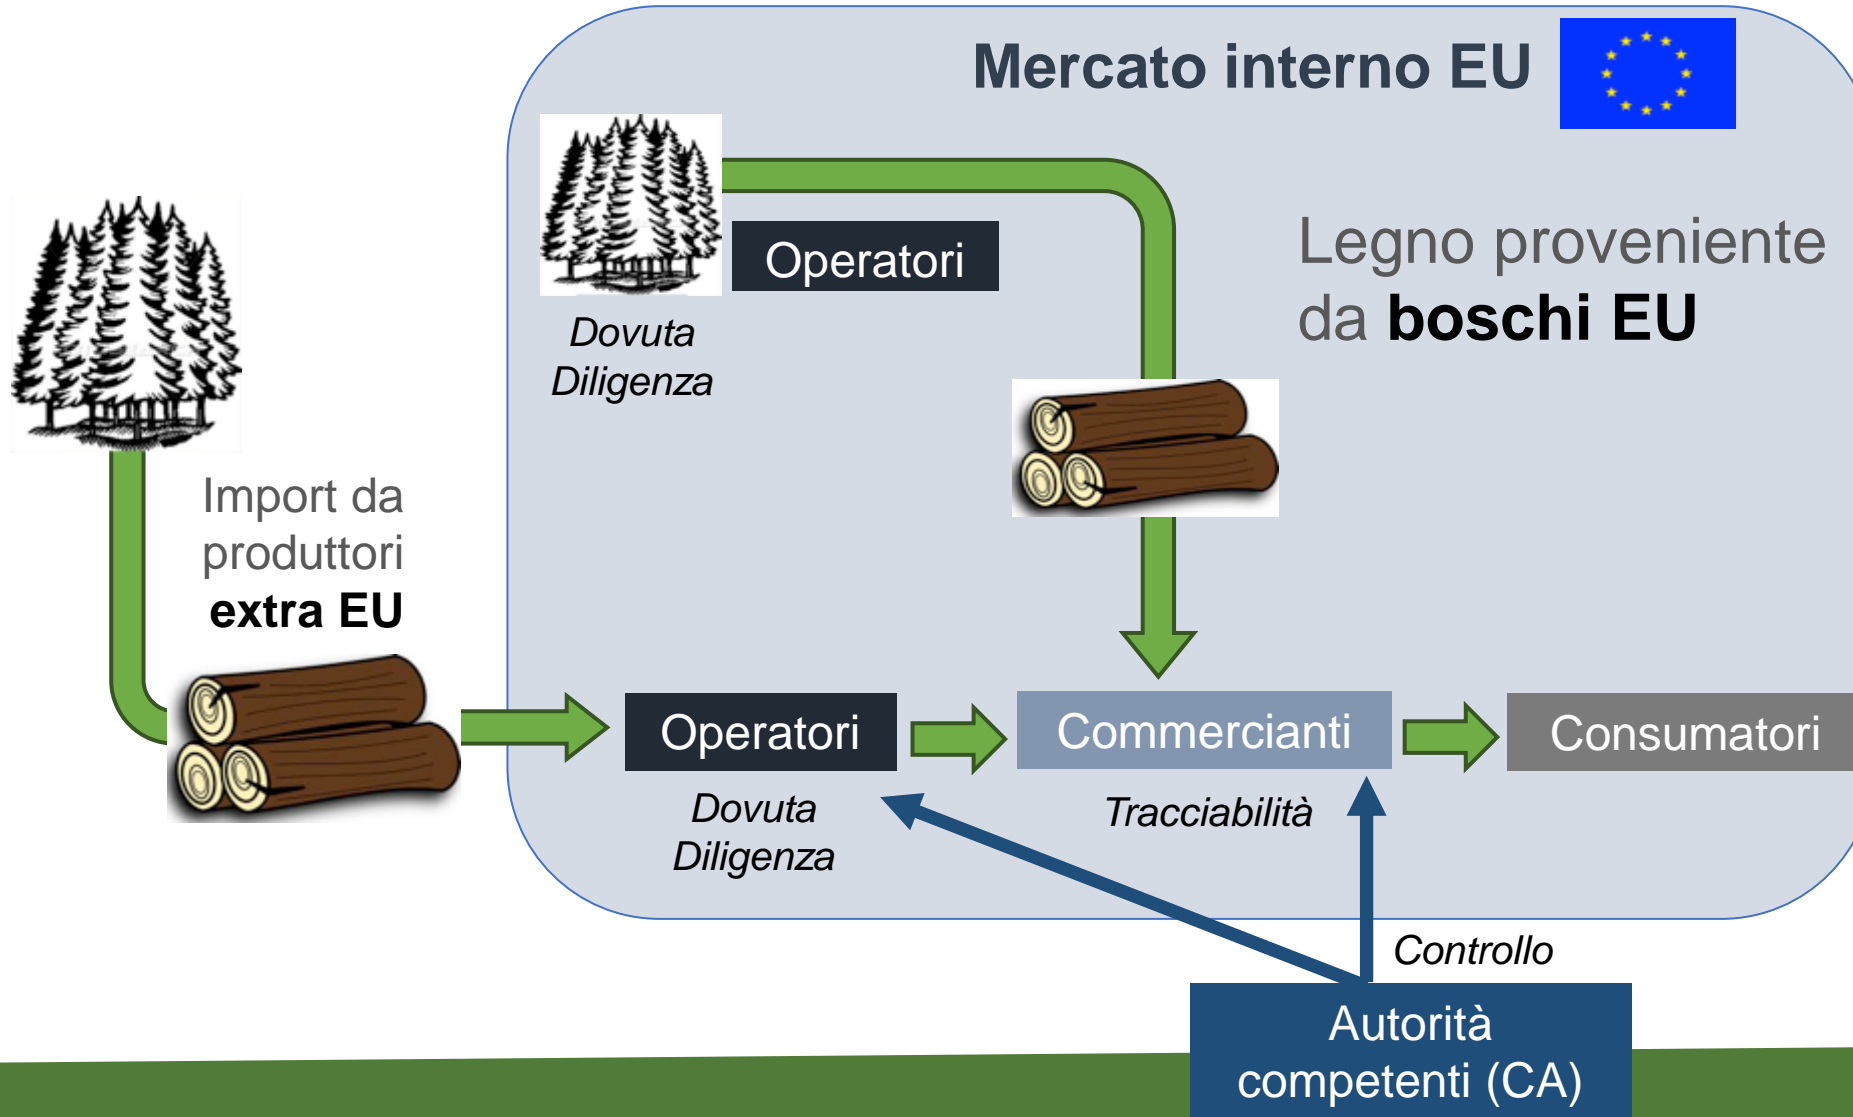 Mercato interno EU
Operatori
Dovuta
Diligenza
Legno proveniente
da boschi EU
Import da
produttori
extra EU
Operatori
Commercianti
Consumatori
Dovuta
Diligenza
Tracciabilità
Controllo
Autorità
competenti (CA)